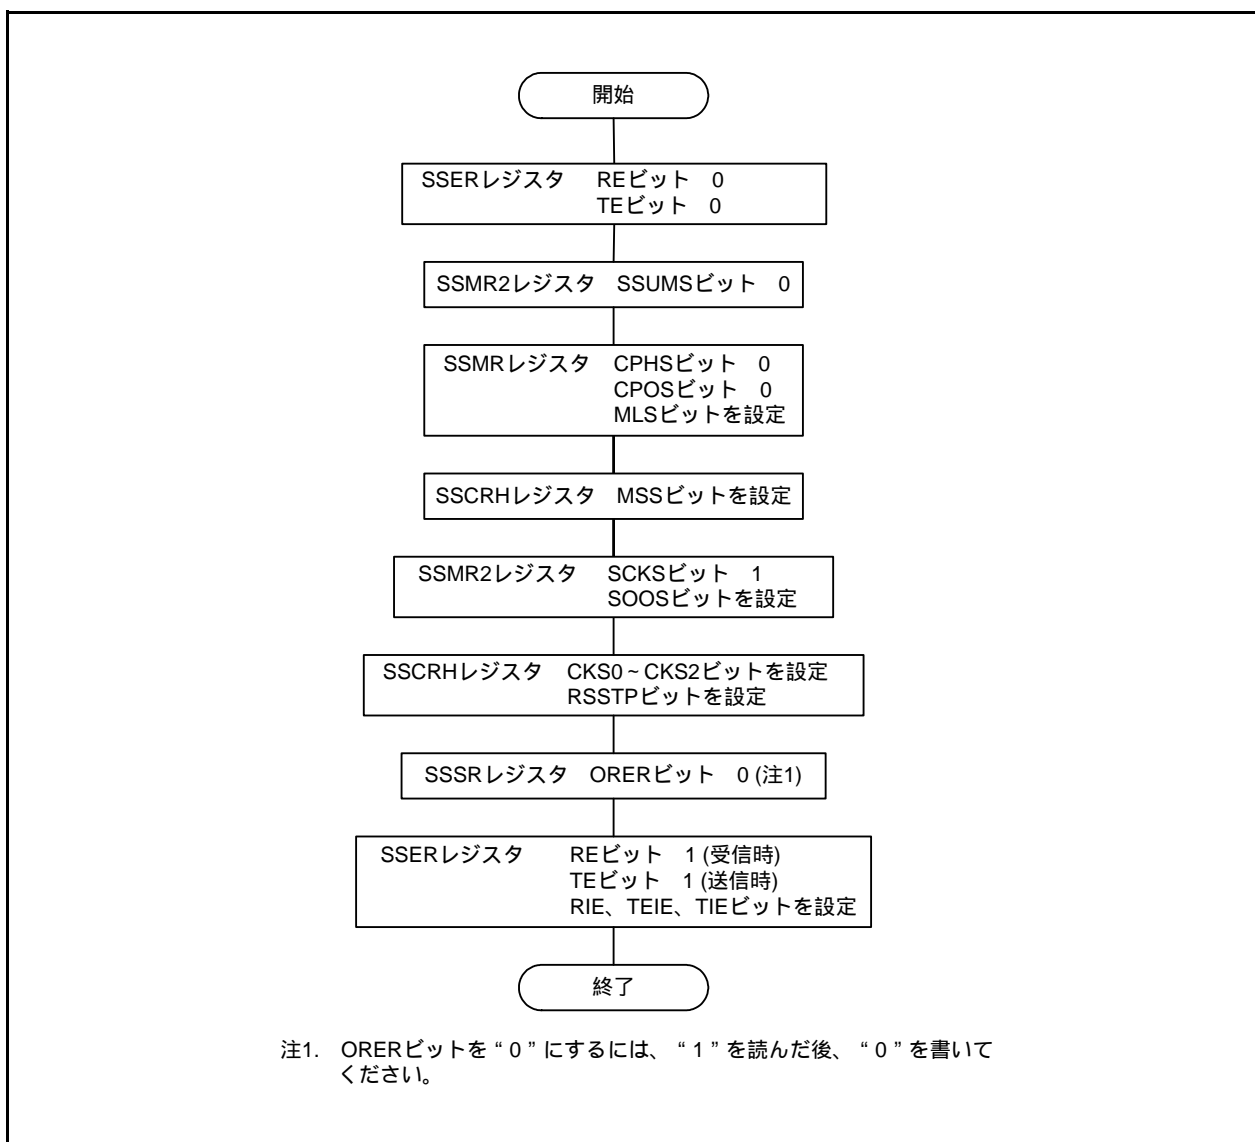 開始
SSERレジスタ　REビット　0
TEビット　0
SSMR2レジスタ　SSUMSビット　0
SSMRレジスタ　CPHSビット　0
CPOSビット　0
MLSビットを設定
SSCRHレジスタ　MSSビットを設定
SSMR2レジスタ　SCKSビット　1
SOOSビットを設定
SSCRHレジスタ　CKS0～CKS2ビットを設定
RSSTPビットを設定
SSSRレジスタ　ORERビット　0 (注1)
SSERレジスタ　REビット　1 (受信時)
TEビット　1 (送信時)
RIE、TEIE、TIEビットを設定
終了
注1.　ORERビットを“0”にするには、“1”を読んだ後、“0”を書いて
ください。